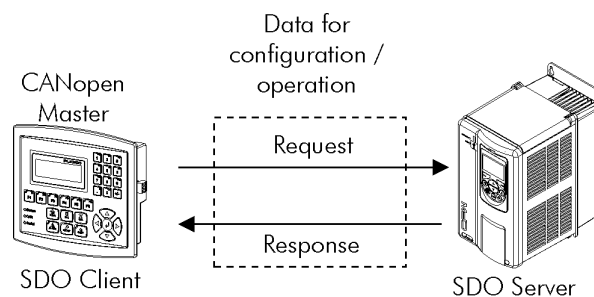 Data for
configuration /
operation
CANopen
Master
Request
Response
SDO Client
SDO Server